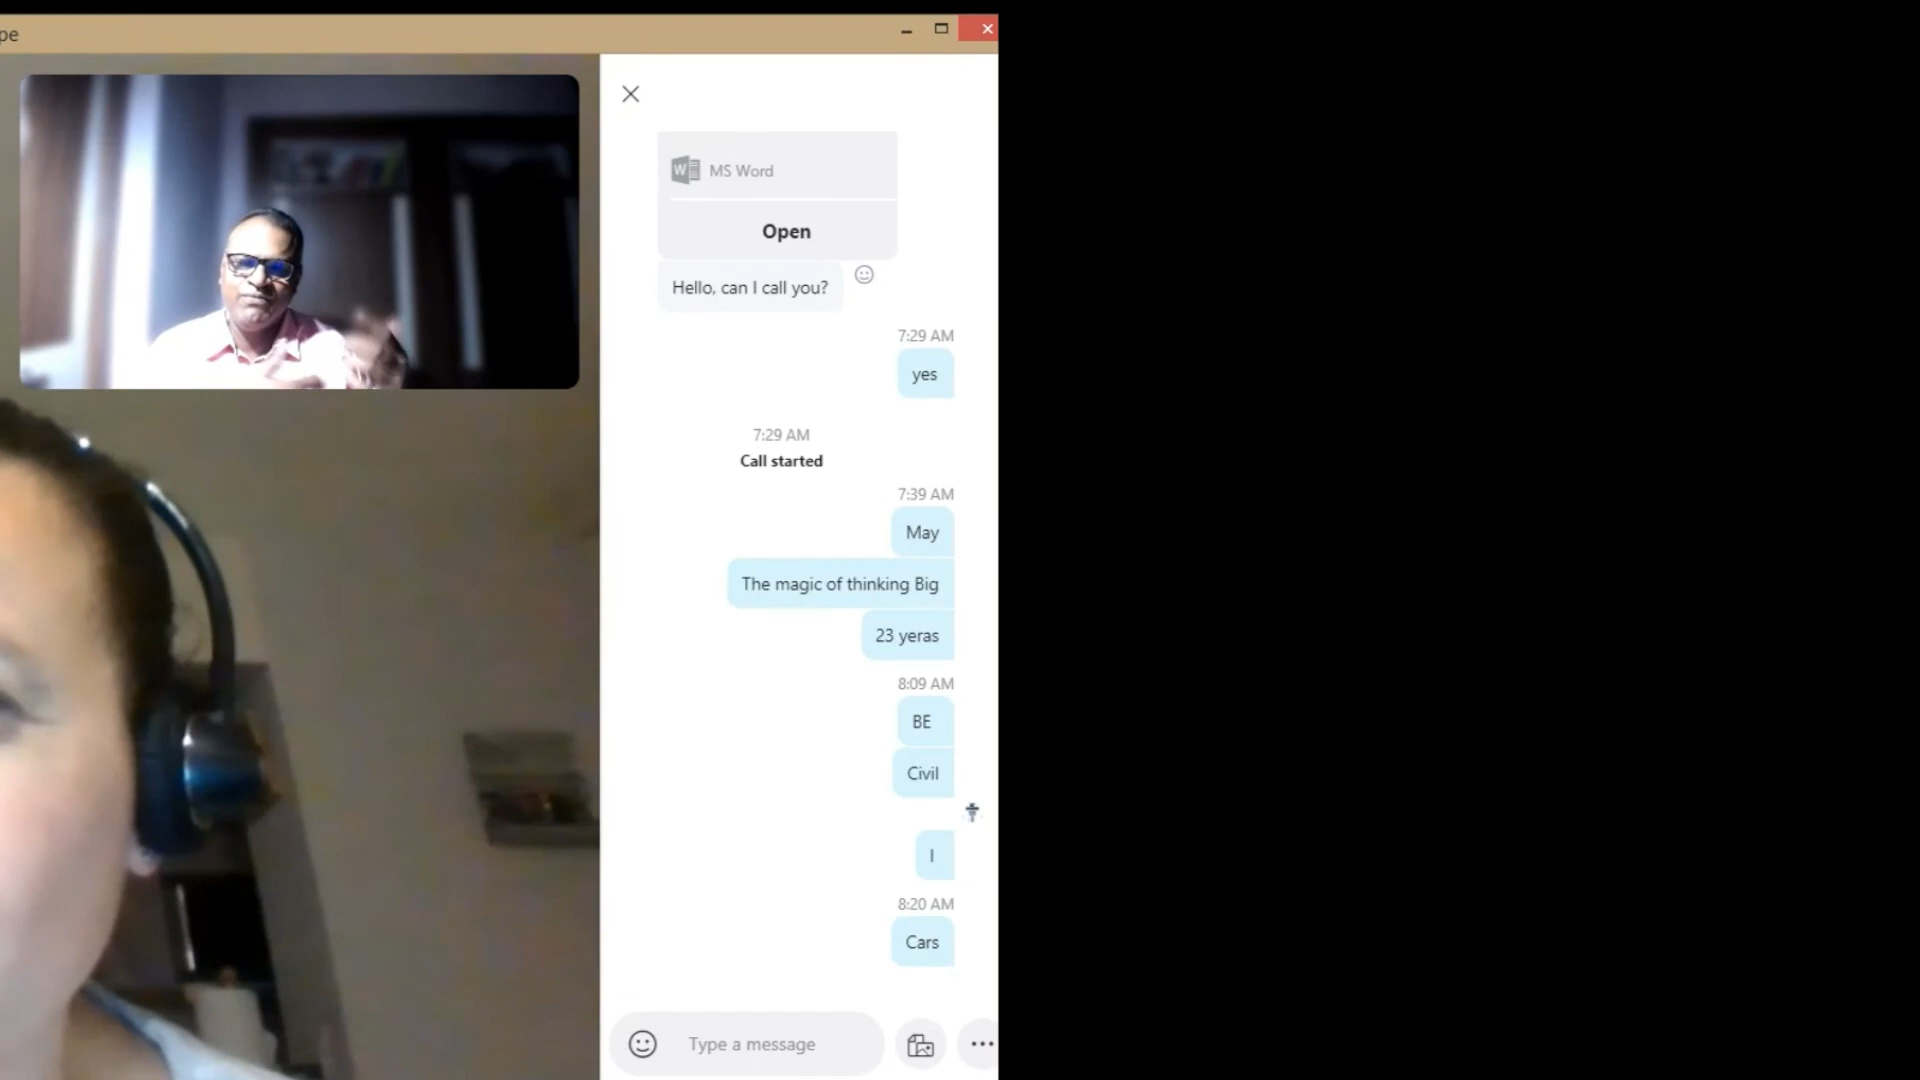 pe
MS Word
Open
Hello, can I call you?
7:29 AM
yes
7:29 AM
Call started
7:39 AM
May
The magic of thinking Big
23 yeras
8:09 AM
BE
Civil
I
8:20 AM
Cars
Type a message